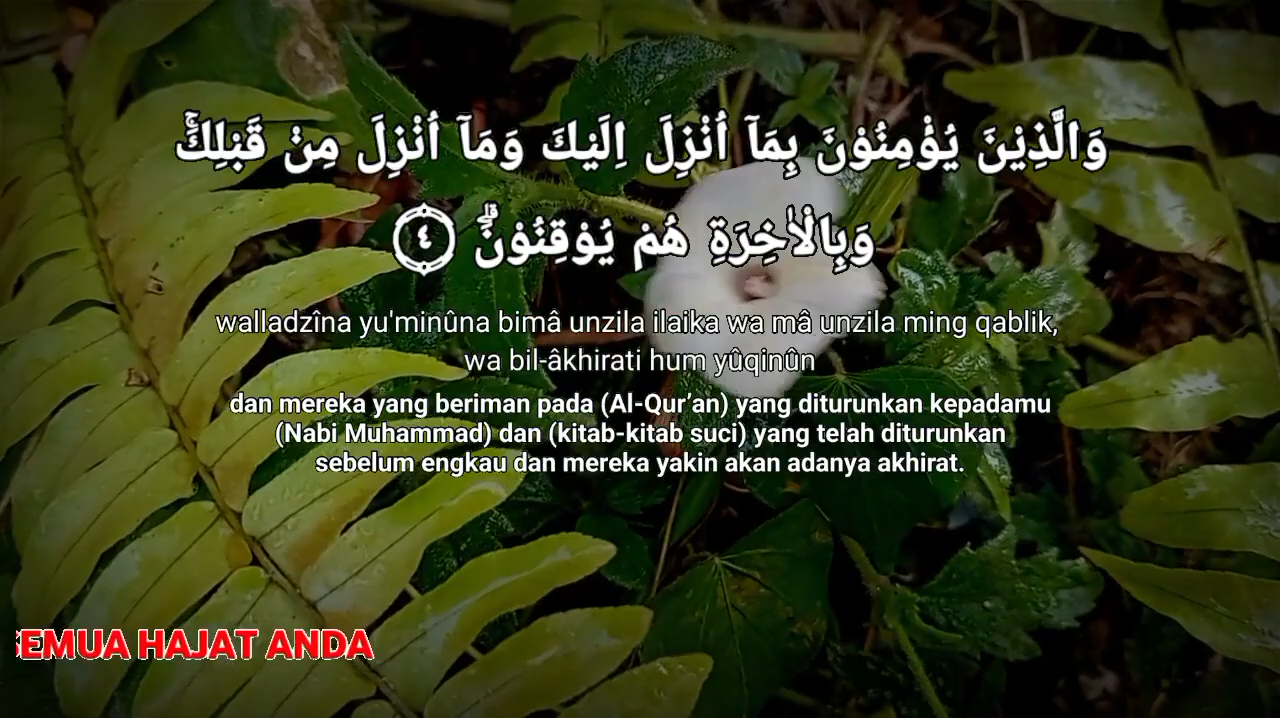 وَالَّذِيْنَ يُؤْمِنُوْنَ بِمَآ اُنْزِلَ اِلَيْكَ وَمَآ اُنْزِلَ مِنْ قَبْلِكَۚ
وَبِالْاٰخِرَةِ هُمْ يُوْقِنُوْنَۗ ٤
walladzîna yu'minûna bimâ unzila ilaika wa mâ unzila ming qablik,
wa bil-âkhirati hum yûqinûn
dan mereka yang beriman pada (Al-Qur’an) yang diturunkan kepadamu
(Nabi Muhammad) dan (kitab-kitab suci) yang telah diturunkan
sebelum engkau dan mereka yakin akan adanya akhirat.
SEMUA HAJAT ANDA